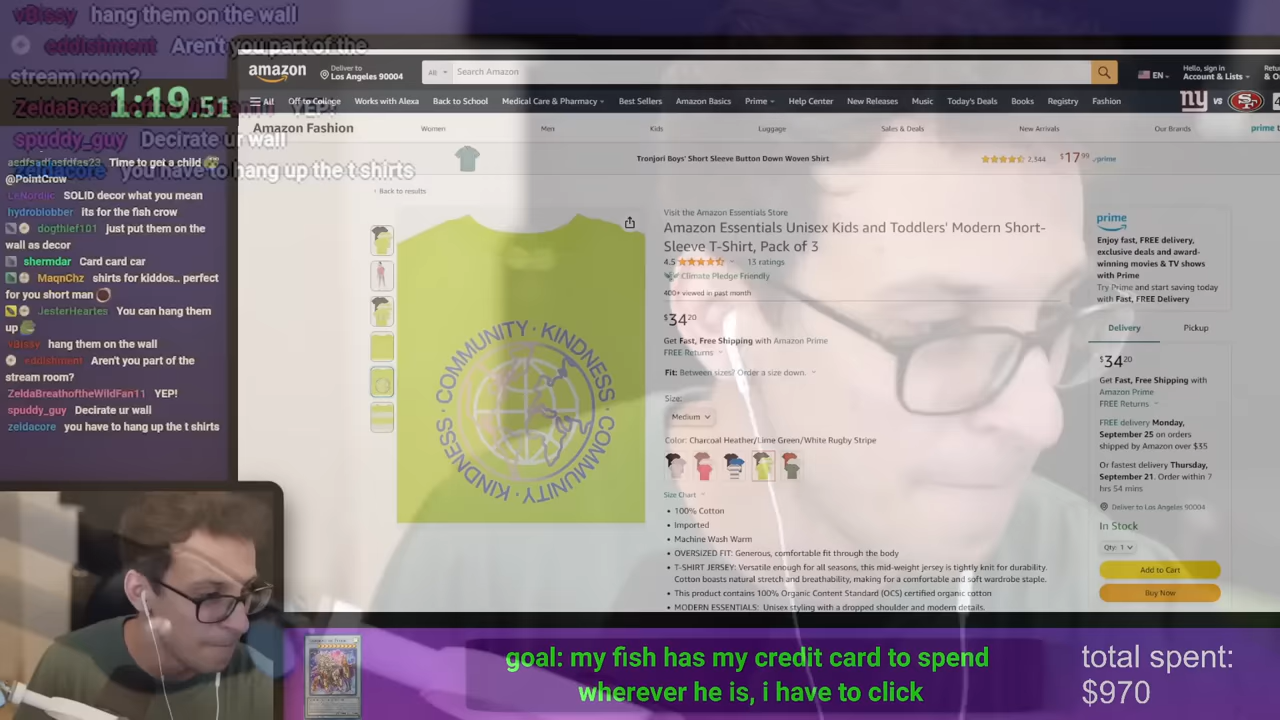 vBissy hang them on the wall
eddishment Aren't you part of the
stream room?
1:19.51
YEP!
spuddy_guy Decirate ur wall
zeldacore you have to hang up the t shirts
Time to get a child
@PointCrow
SOLID decor what you mean
hydroblober its for the fish crow
dogthlef101 just put them on the
wall as decor
shermdar Card card car
MaqnChz shirts for kiddos.. perfect
for you short man
JesterHeartes You can hang them
up
vBissy hang them on the wall
eddishment Aren't you part of the
stream room?
ZeldaBreathoftheWildFan11 YEP!
spuddy_guy Decirate ur wall
zeldacore you have to hang up the t shirts
amazon
Deliver to
Los Angeles 90004
All
Search Amazon
EN
Hello, sign in
Account & Lists
Retu
& O
All Off to College Works with Alexa Back to School Medical Care & Pharmacy Best Sellers Amazon Basics Prime Help Center New Releases Music Today's Deals Books Registry Fashion
ny VS SF
Amazon Fashion Women Men Kids Luggage Sales & Deals New Arrivals Our Brands prime t
Tronjori Boys' Short Sleeve Button Down Woven Shirt 2,344 $17.99 prime
‹ Back to results
COMMUNITY · KINDNESS · COMMUNITY · KINDNESS ·
Visit the Amazon Essentials Store
Amazon Essentials Unisex Kids and Toddlers' Modern Short-
Sleeve T-Shirt, Pack of 3
4.5 13 ratings
Climate Pledge Friendly
400+ viewed in past month
$34.20
Get Fast, Free Shipping with Amazon Prime
FREE Returns
Fit: Between sizes? Order a size down.
Size:
Medium
Color: Charcoal Heather/Lime Green/White Rugby Stripe
Size Chart
• 100% Cotton
• Imported
• Machine Wash Warm
• OVERSIZED FIT: Generous, comfortable fit through the body
• T-SHIRT JERSEY: Versatile enough for all seasons, this mid-weight jersey is tightly knit for durability.
Cotton boasts natural stretch and breathability, making for a comfortable and soft wardrobe staple.
• This product contains 100% Organic Content Standard (OCS) certified organic cotton
• MODERN ESSENTIALS: Unisex styling with a dropped shoulder and modern details.
prime
Enjoy fast, FREE delivery,
exclusive deals and award-
winning movies & TV shows
with Prime
Try Prime and start saving today
with Fast, FREE Delivery
Delivery Pickup
$34.20
Get Fast, Free Shipping with
Amazon Prime
FREE Returns
FREE delivery Monday,
September 25 on orders
shipped by Amazon over $35
Or fastest delivery Thursday,
September 21. Order within 7
hrs 54 mins
Deliver to Los Angeles 90004
In Stock
Qty: 1
Add to Cart
Buy Now
goal: my fish has my credit card to spend
wherever he is, i have to click
total spent:
$970